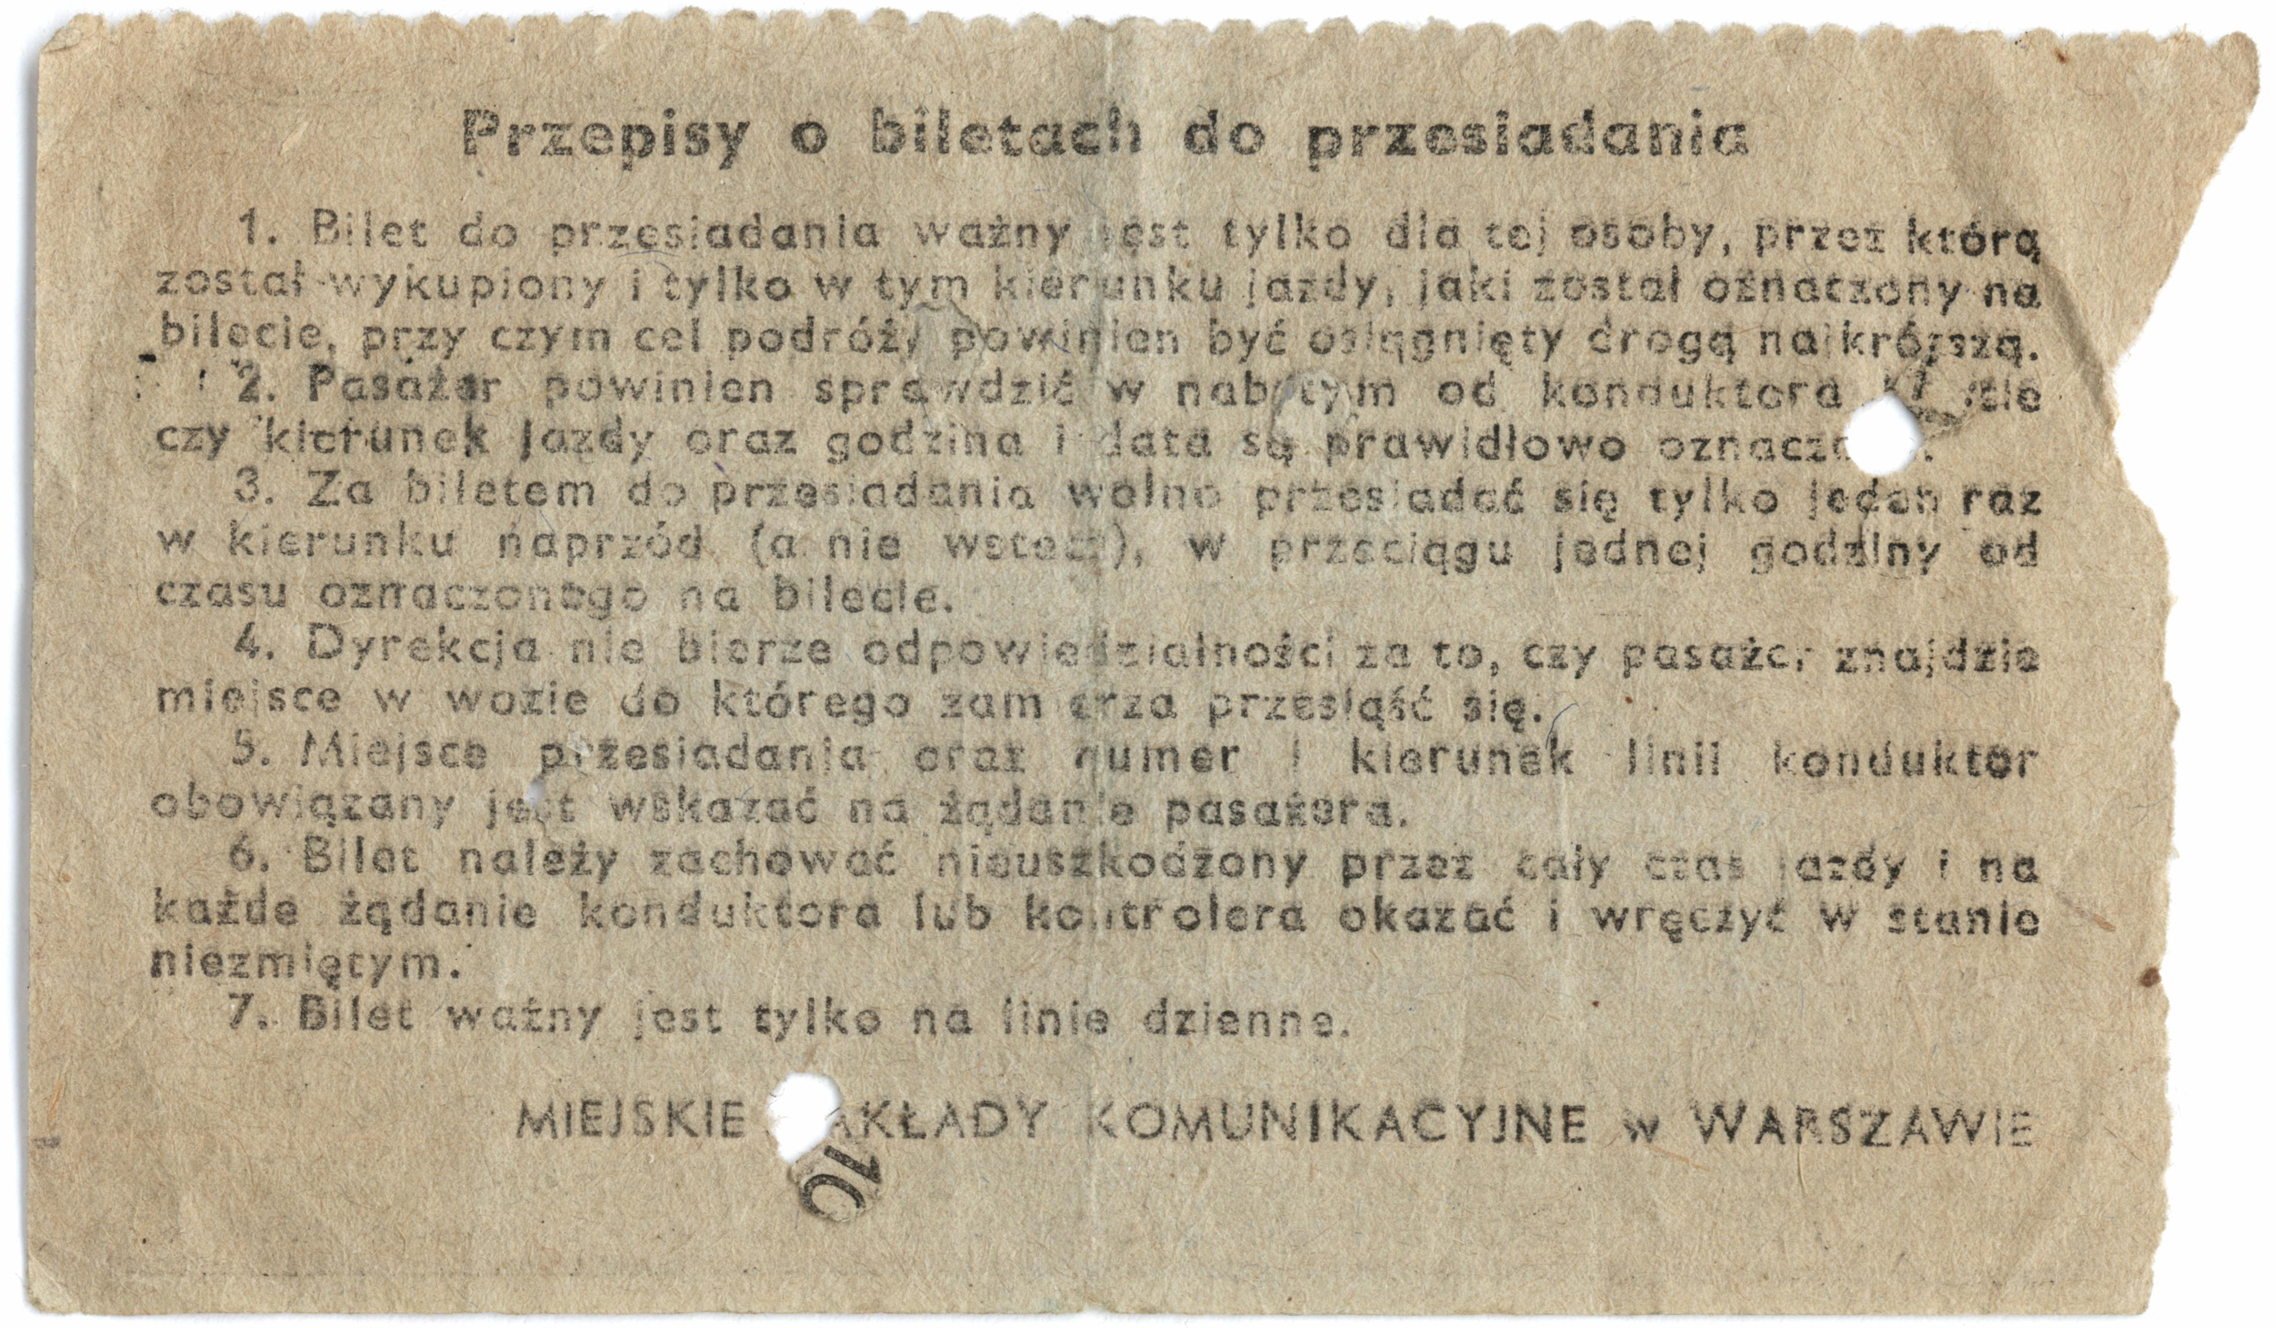 Przepisy o biletach do przesiadania
1. Bilet do przesiadania ważny jest tylko dla tej osoby, przez którą
został wykupiony i tylko w tym kierunku jazdy, jaki został oznaczony na
bilecie, przy czym cel podróży powinien być osiągnięty drogą najkrótszą.
2. Pasażer powinien sprawdzić w nabytym od konduktora
czy kierunek jazdy oraz godzina i data są prawidłowo
3. Za biletem do przesiadania wolno przesiadać się tylko jeden raz
w kierunku naprzód (a nie wstecz), w przeciągu jednej godziny od
czasu oznaczonego na bilecie.
4. Dyrekcja nie bierze odpowiedzialności za to, czy pasażer znajdzie
miejsce w wozie do którego zamierza przesiąść się.
5. Miejsce przesiadania oraz numer i kierunek linii konduktor
obowiązany jest wskazać na żądanie pasażera.
6. Bilet należy zachować nieuszkodzony przez cały czas jazdy i na
każde żądanie konduktora lub kontrolera okazać i wręczyć w stanie
niezmiętym.
7. Bilet ważny jest tylko na linie dzienne.
MIEJSKIE ZAKŁADY KOMUNIKACYJNE w WARSZAWIE
10